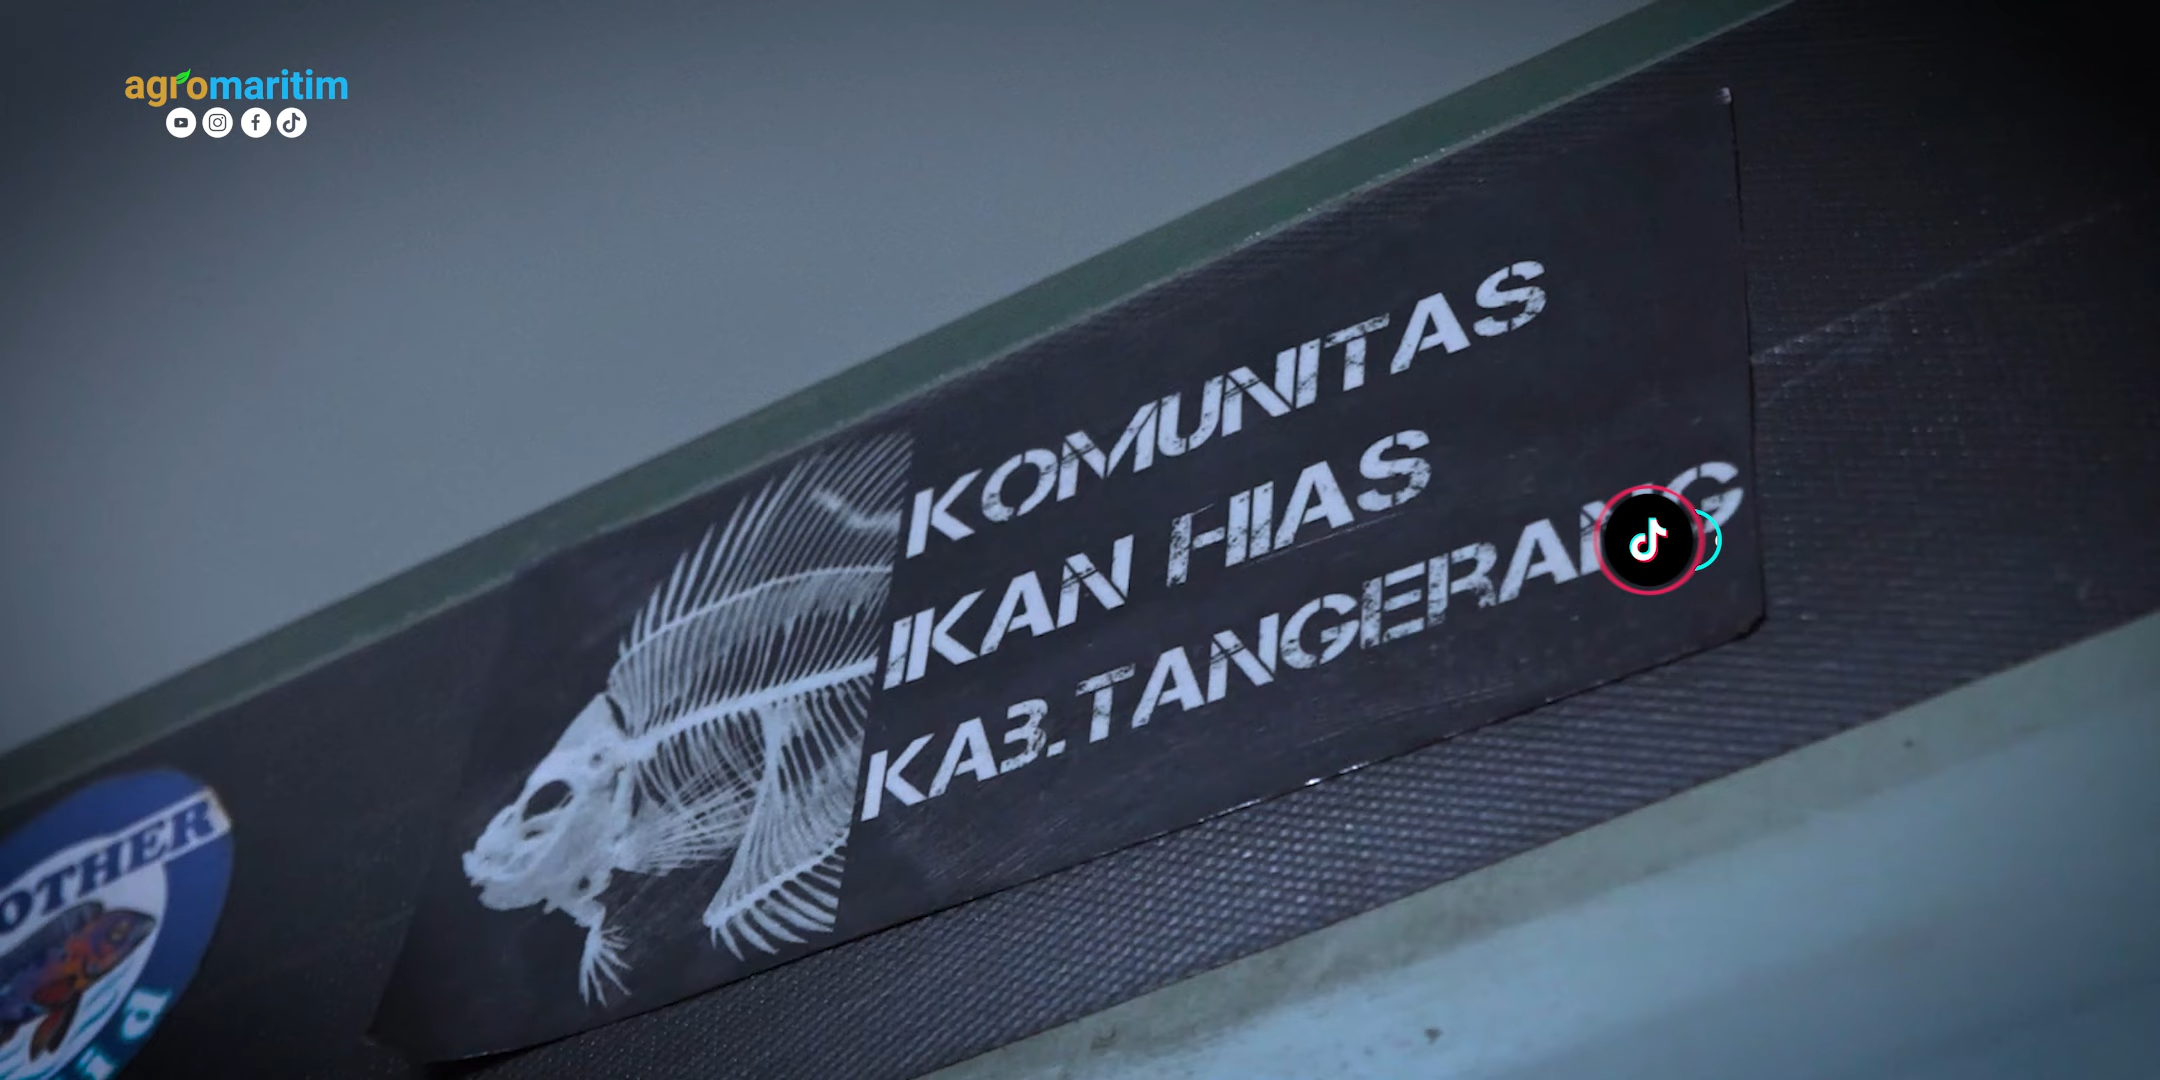 agromaritim
KOMUNITAS
IKAN HIAS
KAB.TANGERANG
OTHER